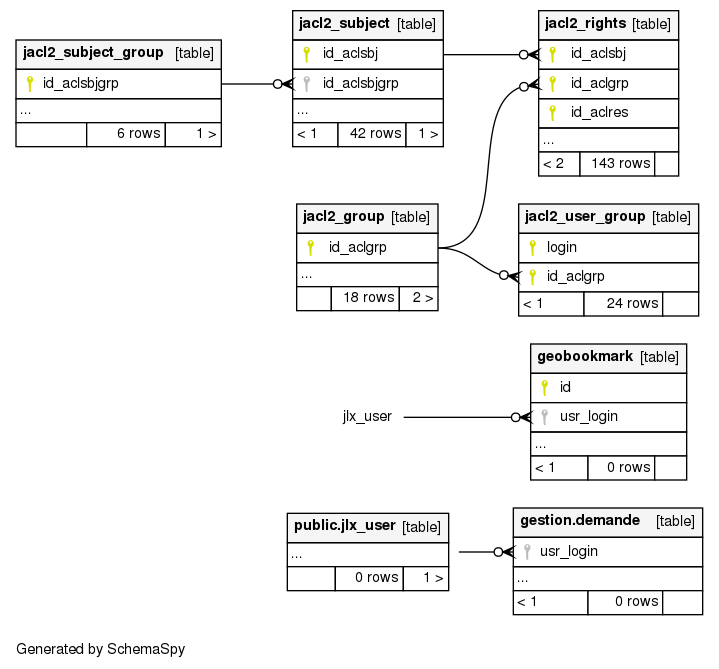 jacl2_subject_group [table]
id_aclsbjgrp
...
6 rows 1 >
jacl2_subject [table]
id_aclsbj
id_aclsbjgrp
...
< 1 42 rows 1 >
jacl2_rights [table]
id_aclsbj
id_aclgrp
id_aclres
...
< 2 143 rows
jacl2_group [table]
id_aclgrp
...
18 rows 2 >
jacl2_user_group [table]
login
id_aclgrp
< 1 24 rows
geobookmark [table]
id
usr_login
...
< 1 0 rows
jlx_user
public.jlx_user [table]
...
0 rows 1 >
gestion.demande [table]
usr_login
...
< 1 0 rows
Generated by SchemaSpy